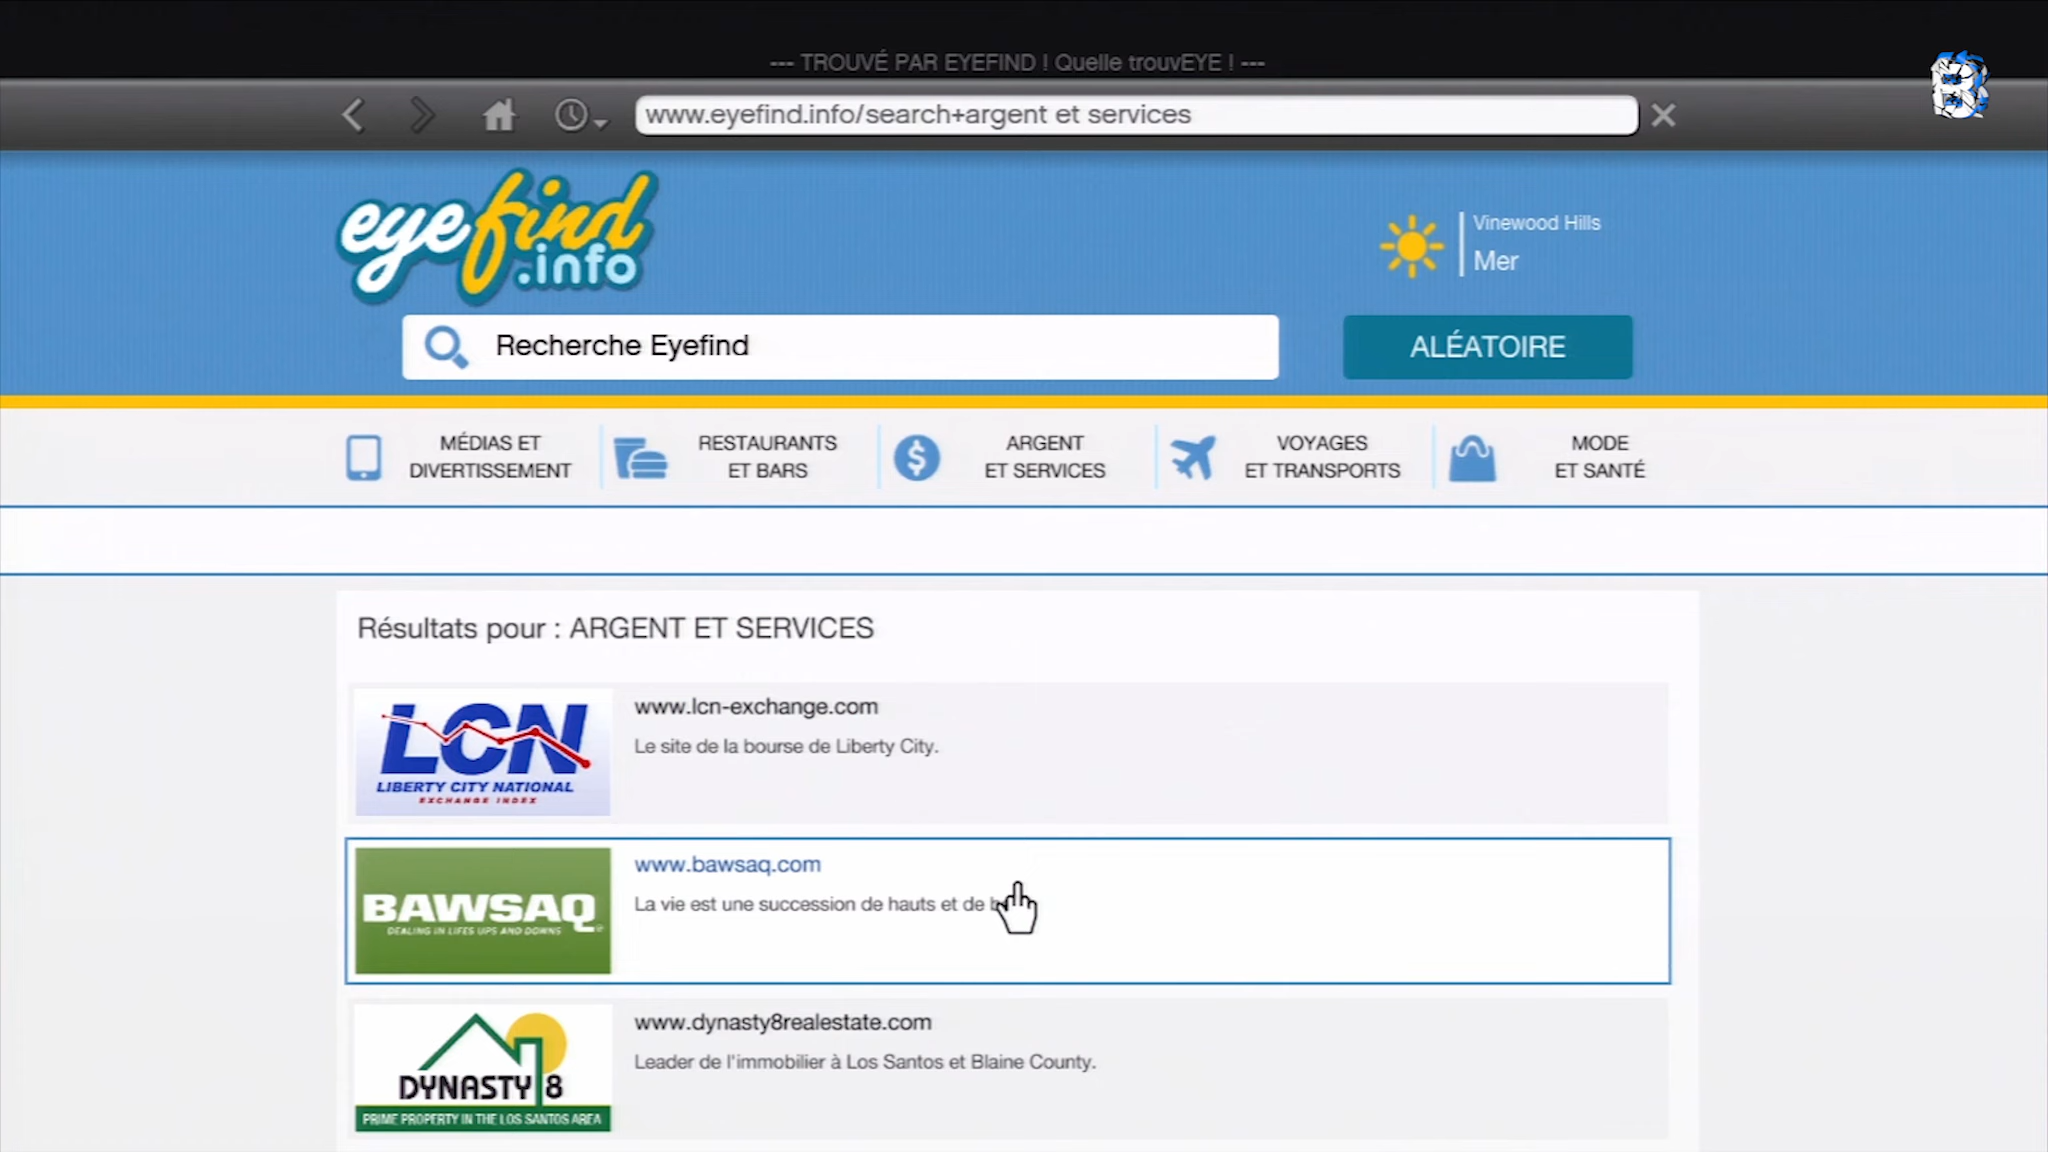 --- TROUVÉ PAR EYEFIND ! Quelle trouvEYE ! ---
www.eyefind.info/search+argent et services
eyefind
.info
Vinewood Hills
Mer
Recherche Eyefind
ALÉATOIRE
MÉDIAS ET
DIVERTISSEMENT
RESTAURANTS
ET BARS
ARGENT
ET SERVICES
VOYAGES
ET TRANSPORTS
MODE
ET SANTÉ
Résultats pour : ARGENT ET SERVICES
LCN
LIBERTY CITY NATIONAL
EXCHANGE INDEX
www.lcn-exchange.com
Le site de la bourse de Liberty City.
BAWSAQ
DEALING IN LIFES UPS AND DOWNS
www.bawsaq.com
La vie est une succession de hauts et de
DYNASTY 8
PRIME PROPERTY IN THE LOS SANTOS AREA
www.dynasty8realestate.com
Leader de l'immobilier à Los Santos et Blaine County.